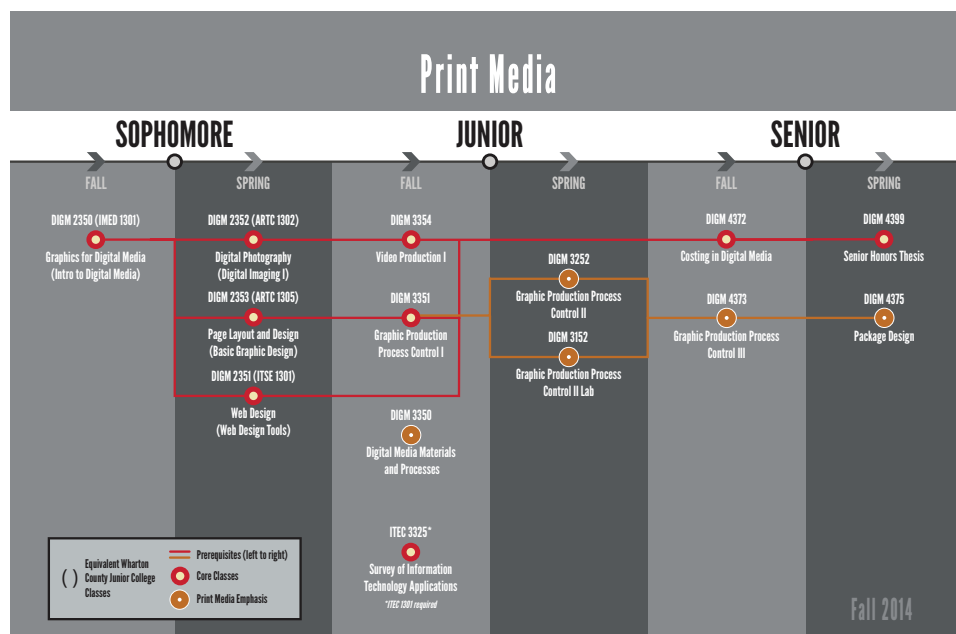 Print Media
SOPHOMORE
JUNIOR
SENIOR
FALL
SPRING
FALL
SPRING
FALL
SPRING
DIGM 2350 (IMED 1301)
Graphics for Digital Media
(Intro to Digital Media)
DIGM 2352 (ARTC 1302)
Digital Photography
(Digital Imaging I)
DIGM 2353 (ARTC 1305)
Page Layout and Design
(Basic Graphic Design)
DIGM 2351 (ITSE 1301)
Web Design
(Web Design Tools)
DIGM 3354
Video Production I
DIGM 3351
Graphic Production
Process Control I
DIGM 3350
Digital Media Materials
and Processes
ITEC 3325*
Survey of Information
Technology Applications
*ITEC 1301 required
DIGM 3252
Graphic Production Process
Control II
DIGM 3152
Graphic Production Process
Control II Lab
DIGM 4372
Costing in Digital Media
DIGM 4373
Graphic Production Process
Control III
DIGM 4399
Senior Honors Thesis
DIGM 4375
Package Design
( )
Equivalent Wharton
County Junior College
Classes
Prerequisites (left to right)
Core Classes
Print Media Emphasis
Fall 2014